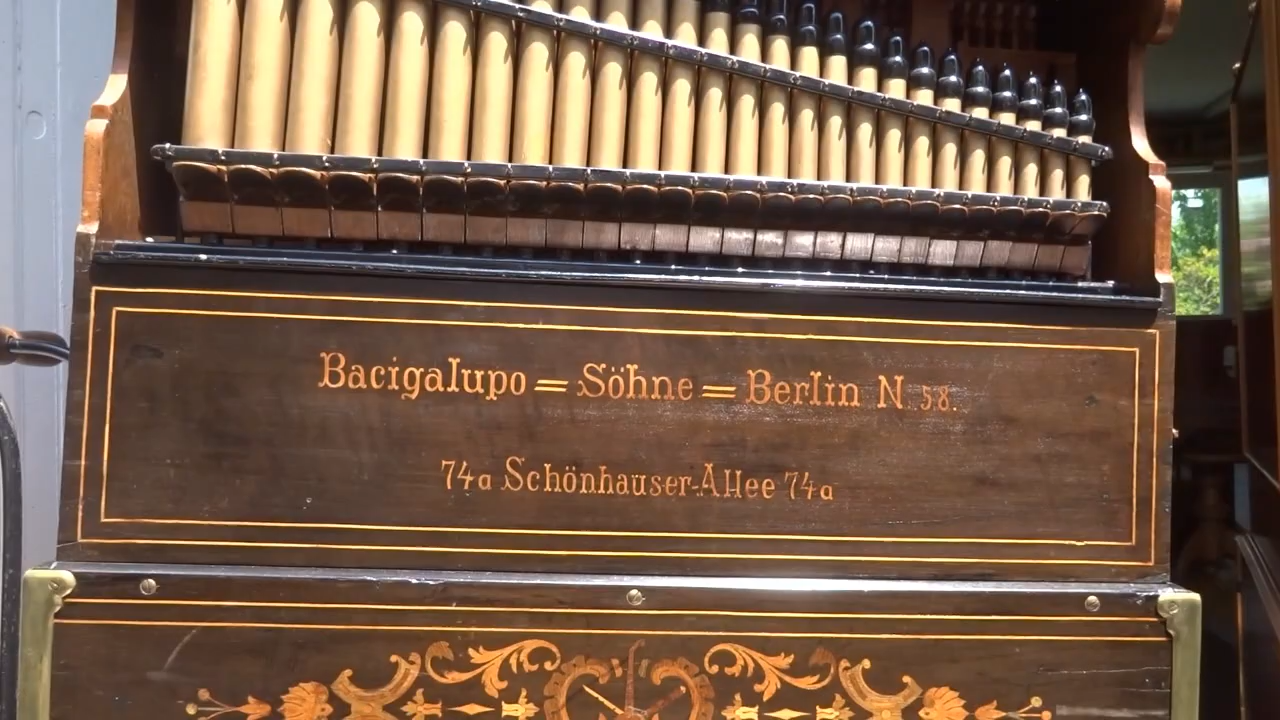 Bacigalupo = Söhne = Berlin N. 58.
74a Schönhauser-Allee 74a